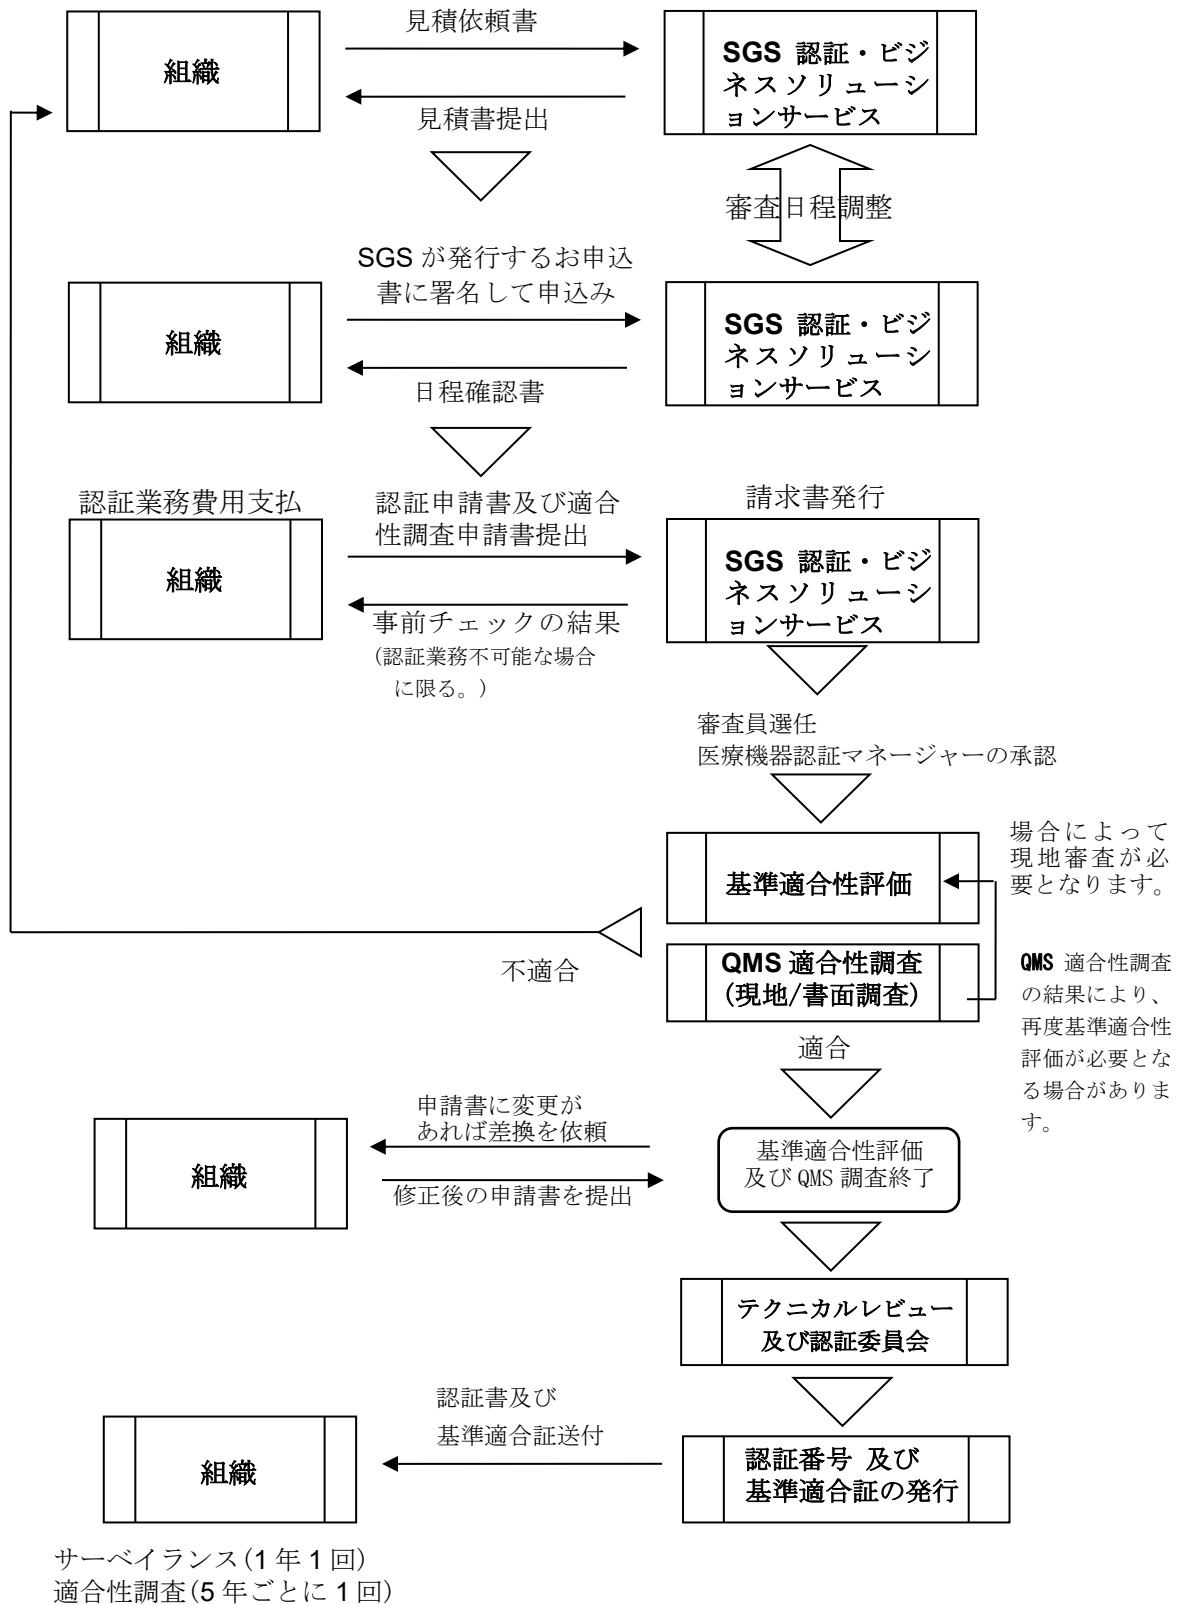 見積依頼書
組織
SGS 認証・ビジ
ネスソリューシ
ョンサービス
見積書提出
審査日程調整
SGS が発行するお申込
書に署名して申込み
組織
SGS 認証・ビジ
ネスソリューシ
ョンサービス
日程確認書
認証業務費用支払
認証申請書及び適合
性調査申請書提出
請求書発行
組織
SGS 認証・ビジ
ネスソリューシ
ョンサービス
事前チェックの結果
(認証業務不可能な場合
に限る。)
審査員選任
医療機器認証マネージャーの承認
場合によって
現地審査が必
要となります。
基準適合性評価
不適合
QMS 適合性調査
(現地/書面調査)
QMS 適合性調査
の結果により、
再度基準適合性
評価が必要とな
る場合がありま
す。
適合
申請書に変更が
あれば差換を依頼
組織
修正後の申請書を提出
基準適合性評価
及び QMS 調査終了
テクニカルレビュー
及び認証委員会
認証書及び
基準適合証送付
組織
認証番号 及び
基準適合証の発行
サーベイランス(1 年 1 回)
適合性調査(5 年ごとに 1 回)